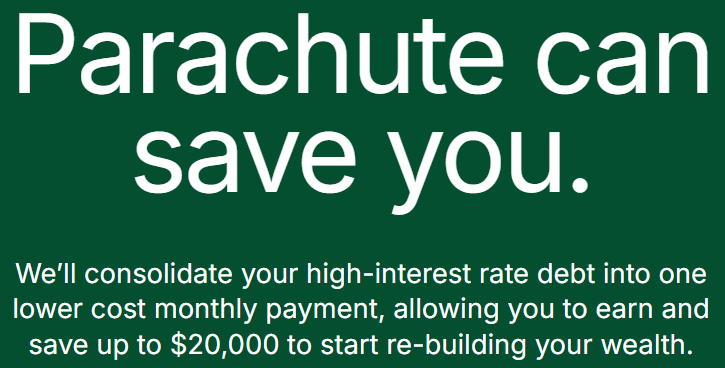 Parachute can
save you.
We’ll consolidate your high-interest rate debt into one
lower cost monthly payment, allowing you to earn and
save up to $20,000 to start re-building your wealth.